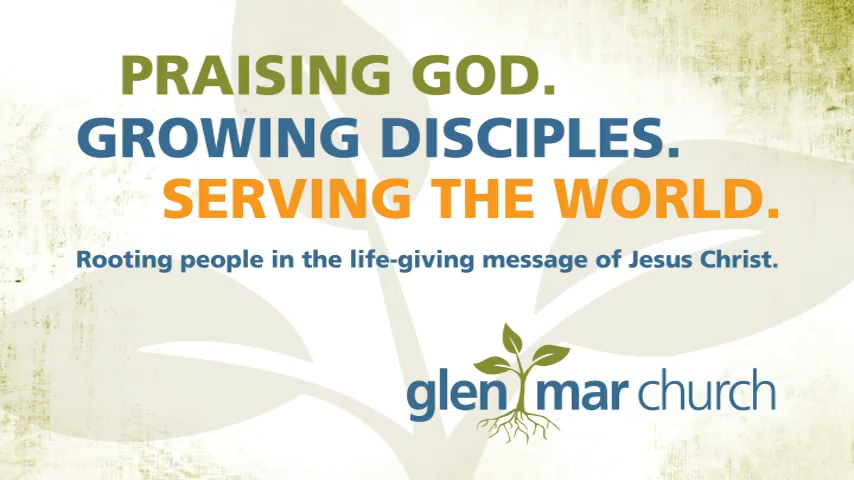 PRAISING GOD.
GROWING DISCIPLES.
SERVING THE WORLD.
Rooting people in the life-giving message of Jesus Christ.
glen mar church